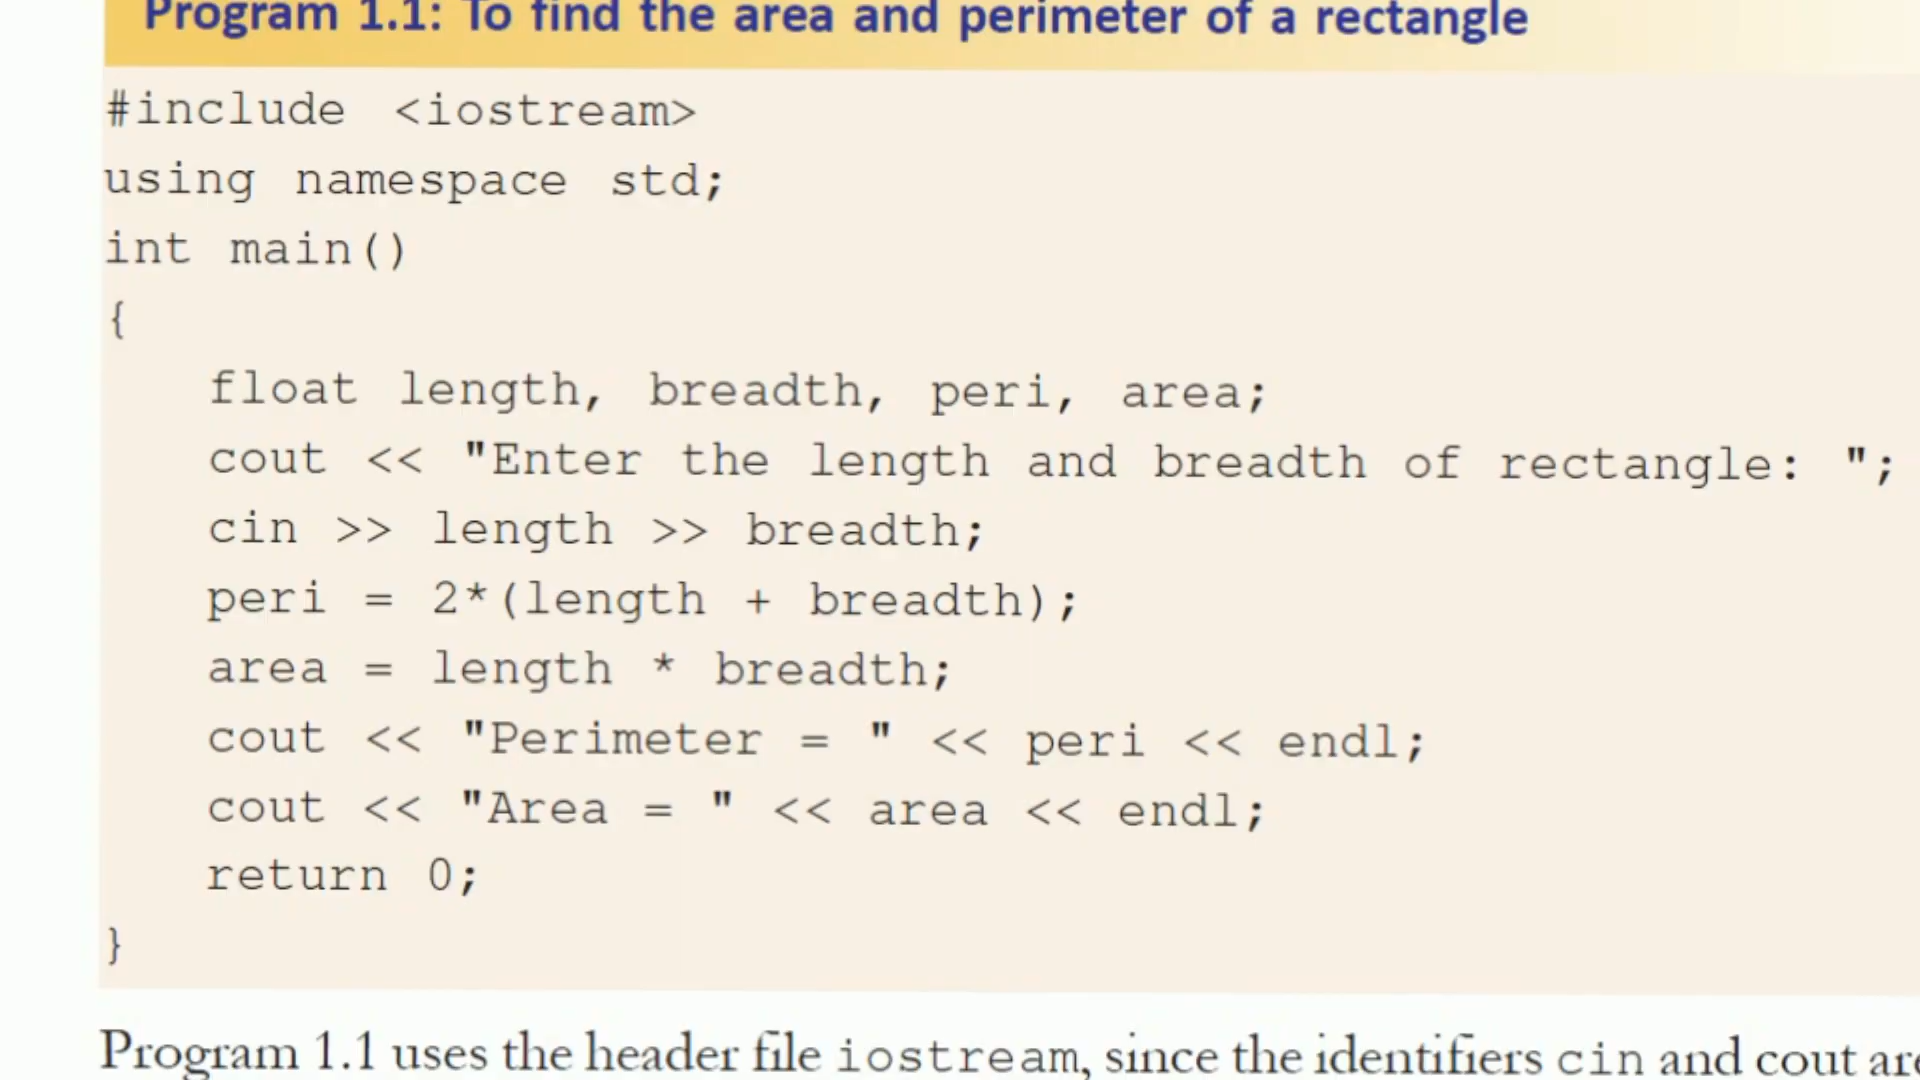 Program 1.1: To find the area and perimeter of a rectangle
#include <iostream>
using namespace std;
int main()
{
float length, breadth, peri, area;
cout << "Enter the length and breadth of rectangle: ";
cin >> length >> breadth;
peri = 2*(length + breadth);
area = length * breadth;
cout << "Perimeter = " << peri << endl;
cout << "Area = " << area << endl;
return 0;
}
Program 1.1 uses the header file iostream, since the identifiers cin and cout are